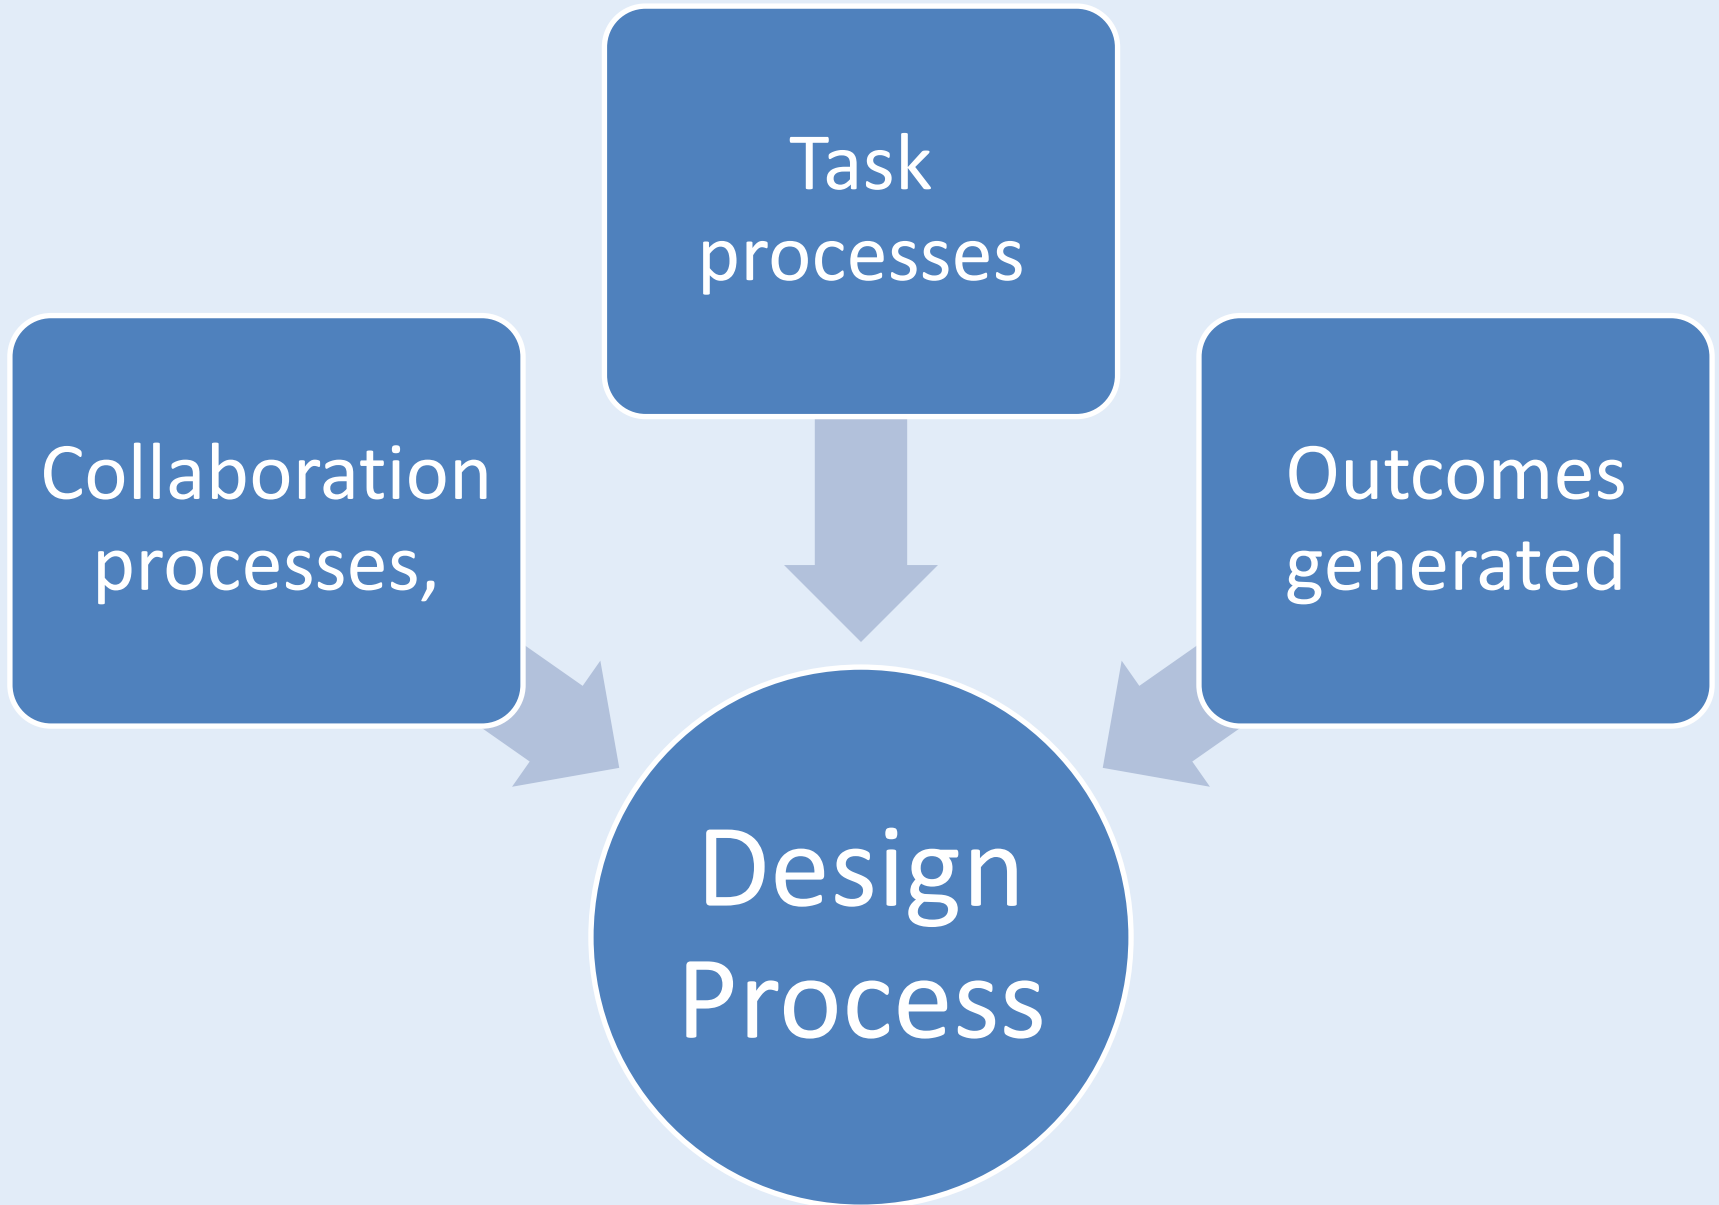 Task
processes
Collaboration
processes,
Outcomes
generated
Design
Process